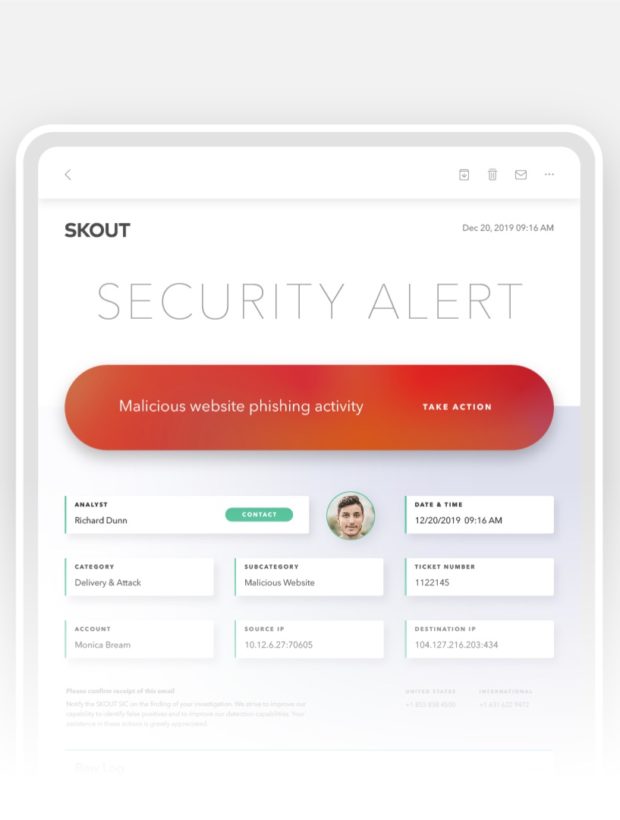 SKOUT
Dec 20, 2019 09:16 AM
SECURITY ALERT
Malicious website phishing activity
TAKE ACTION
ANALYST
Richard Dunn
CONTACT
DATE & TIME
12/20/2019 09:16 AM
CATEGORY
Delivery & Attack
SUBCATEGORY
Malicious Website
TICKET NUMBER
1122145
ACCOUNT
Monica Bream
SOURCE IP
10.12.6.27:70605
DESTINATION IP
104.127.216.203:434
Please confirm receipt of this email
Notify the SKOUT SIC on the finding of your investigation. We strive to improve our
capability to identify false positives and to improve our detection capabilities. Your
assistance in these actions is greatly appreciated.
UNITED STATES
+1 855 838 4500
INTERNATIONAL
+1 631 622 9972
Raw Log